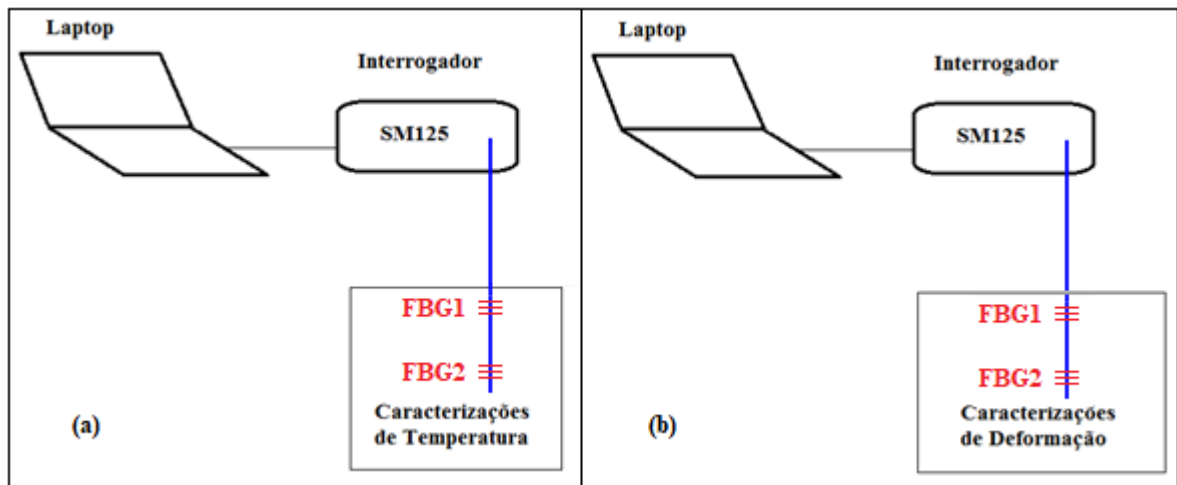 Laptop
Interrogador
SM125
FBG1
FBG2
Caracterizações
de Temperatura
(a)
Laptop
Interrogador
SM125
FBG1
FBG2
Caracterizações
de Deformação
(b)